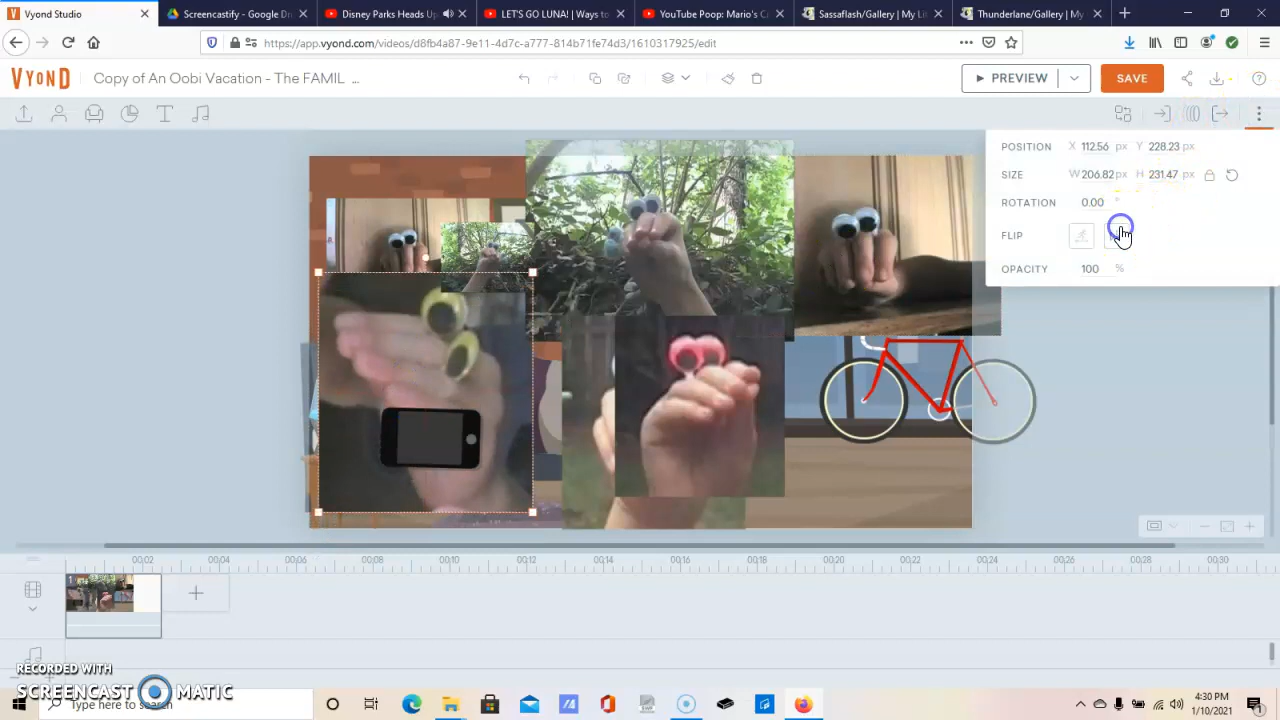 Vyond Studio
Screencastify - Google Dr
Disney Parks Heads Up
LET'S GO LUNA! | Ways to
YouTube Poop: Mario's C
Sassaflash/Gallery | My Lit
Thunderlane/Gallery | My
https://app.vyond.com/videos/d8fb4a87-9e11-4d7c-a777-814b71fe74d3/1610317925/edit
VYOND
Copy of An Oobi Vacation - The FAMIL ...
PREVIEW
SAVE
POSITION X 112.56 px Y 228.23 px
SIZE W 206.82 px H 231.47 px
ROTATION 0.00 °
FLIP
OPACITY 100 %
00:02 00:04 00:06 00:08 00:10 00:12 00:14 00:16 00:18 00:20 00:22 00:24 00:26 00:28 00:30
RECORDED WITH
SCREENCAST MATIC
Type here to search
4:30 PM
1/10/2021